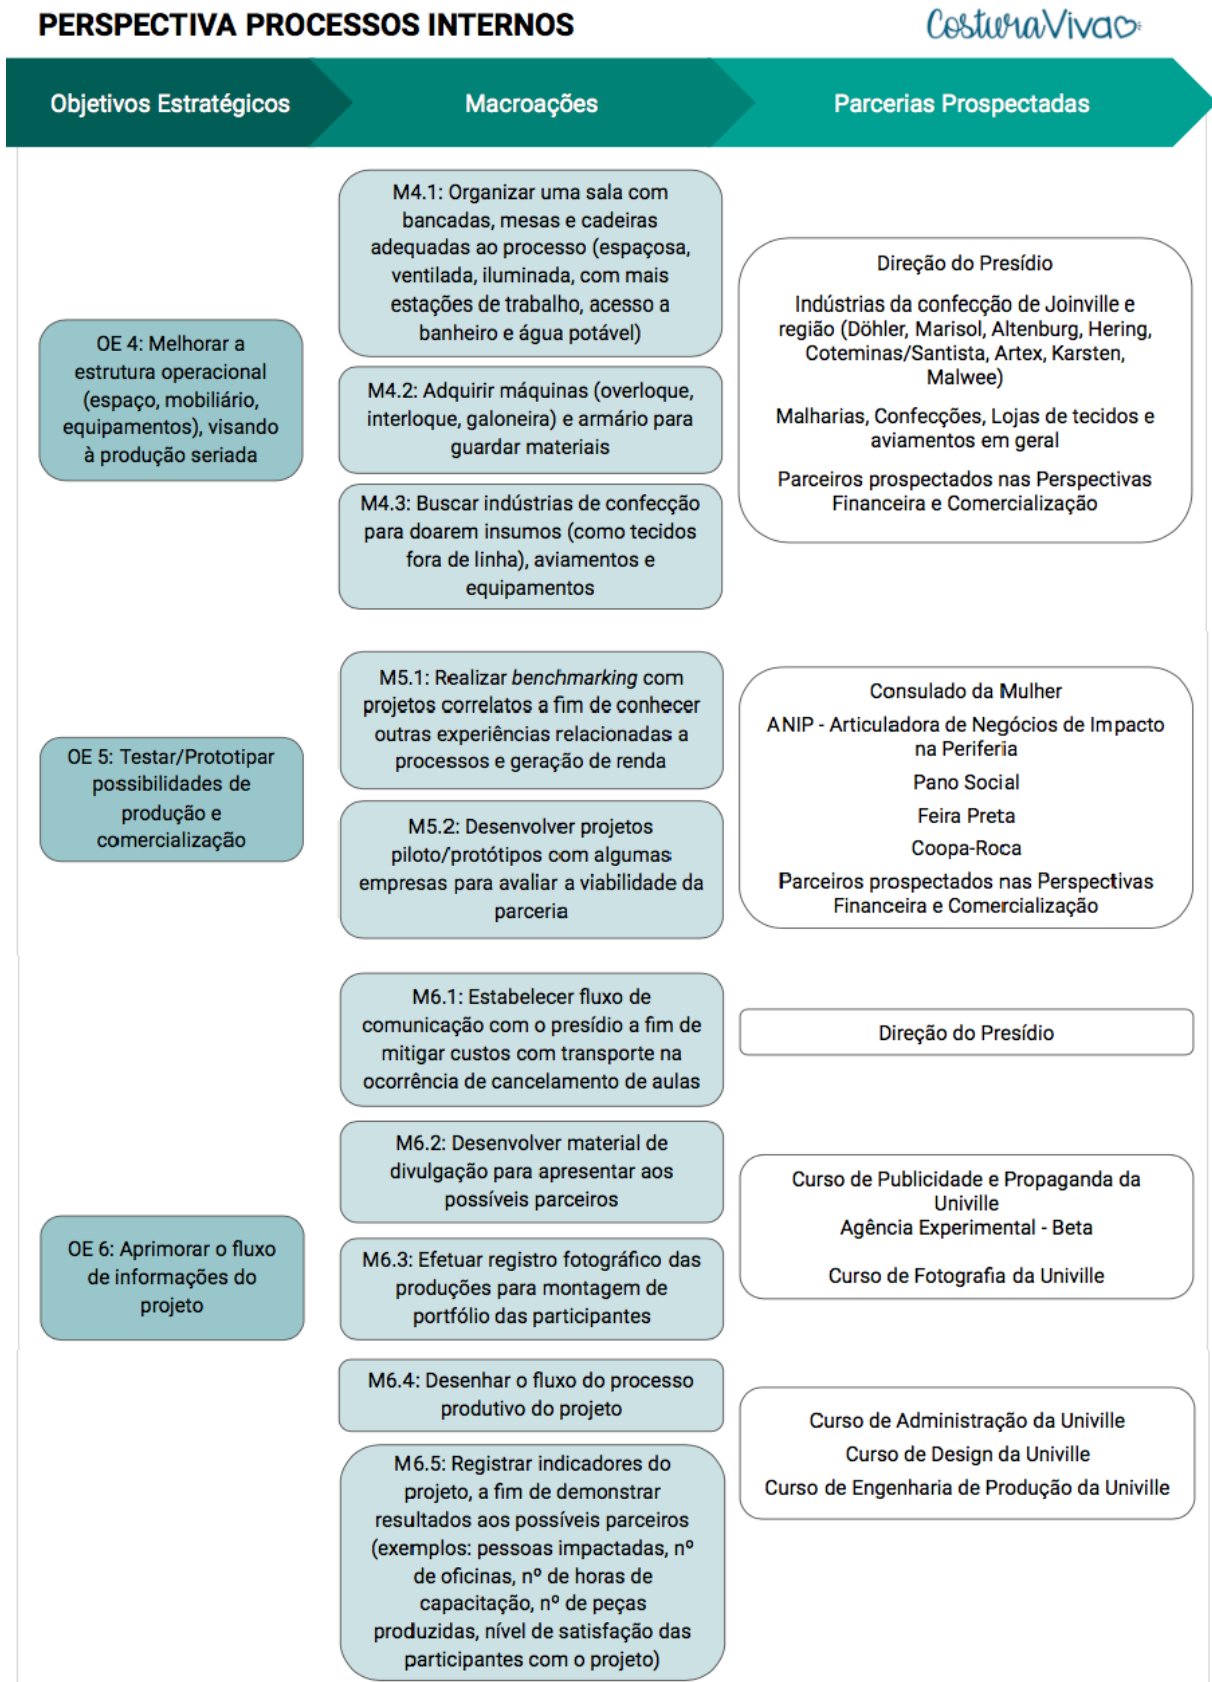 PERSPECTIVA PROCESSOS INTERNOS
CosturaViva
Objetivos Estratégicos
Macroações
Parcerias Prospectadas
OE 4: Melhorar a
estrutura operacional
(espaço, mobiliário,
equipamentos), visando
à produção seriada
M4.1: Organizar uma sala com
bancadas, mesas e cadeiras
adequadas ao processo (espaçosa,
ventilada, iluminada, com mais
estações de trabalho, acesso a
banheiro e água potável)
M4.2: Adquirir máquinas (overloque,
interloque, galoneira) e armário para
guardar materiais
M4.3: Buscar indústrias de confecção
para doarem insumos (como tecidos
fora de linha), aviamentos e
equipamentos
Direção do Presídio
Indústrias da confecção de Joinville e
região (Döhler, Marisol, Altenburg, Hering,
Coteminas/Santista, Artex, Karsten,
Malwee)
Malharias, Confecções, Lojas de tecidos e
aviamentos em geral
Parceiros prospectados nas Perspectivas
Financeira e Comercialização
OE 5: Testar/Prototipar
possibilidades de
produção e
comercialização
M5.1: Realizar benchmarking com
projetos correlatos a fim de conhecer
outras experiências relacionadas a
processos e geração de renda
M5.2: Desenvolver projetos
piloto/protótipos com algumas
empresas para avaliar a viabilidade da
parceria
Consulado da Mulher
ANIP - Articuladora de Negócios de Impacto
na Periferia
Pano Social
Feira Preta
Coopa-Roca
Parceiros prospectados nas Perspectivas
Financeira e Comercialização
OE 6: Aprimorar o fluxo
de informações do
projeto
M6.1: Estabelecer fluxo de
comunicação com o presídio a fim de
mitigar custos com transporte na
ocorrência de cancelamento de aulas
Direção do Presídio
M6.2: Desenvolver material de
divulgação para apresentar aos
possíveis parceiros
M6.3: Efetuar registro fotográfico das
produções para montagem de
portfólio das participantes
Curso de Publicidade e Propaganda da
Univille
Agência Experimental - Beta
Curso de Fotografia da Univille
M6.4: Desenhar o fluxo do processo
produtivo do projeto
M6.5: Registrar indicadores do
projeto, a fim de demonstrar
resultados aos possíveis parceiros
(exemplos: pessoas impactadas, nº
de oficinas, nº de horas de
capacitação, nº de peças
produzidas, nível de satisfação das
participantes com o projeto)
Curso de Administração da Univille
Curso de Design da Univille
Curso de Engenharia de Produção da Univille